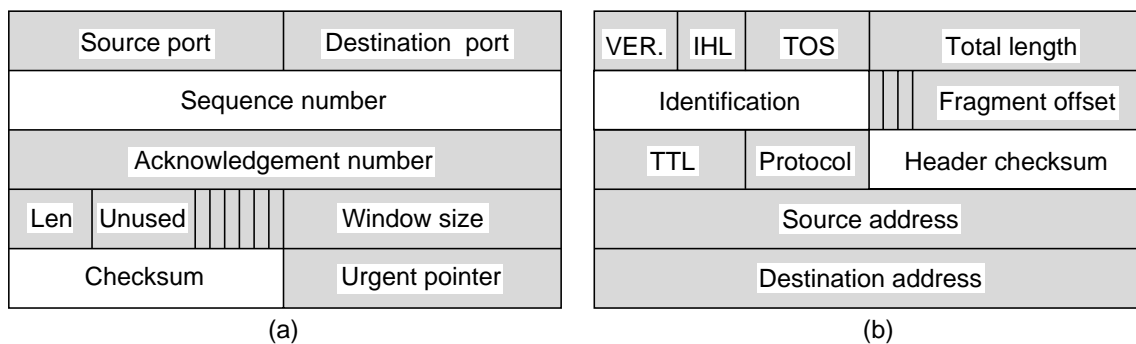 Source port Destination port
Sequence number
Acknowledgement number
Len Unused Window size
Checksum Urgent pointer
(a)
VER. IHL TOS Total length
Identification Fragment offset
TTL Protocol Header checksum
Source address
Destination address
(b)